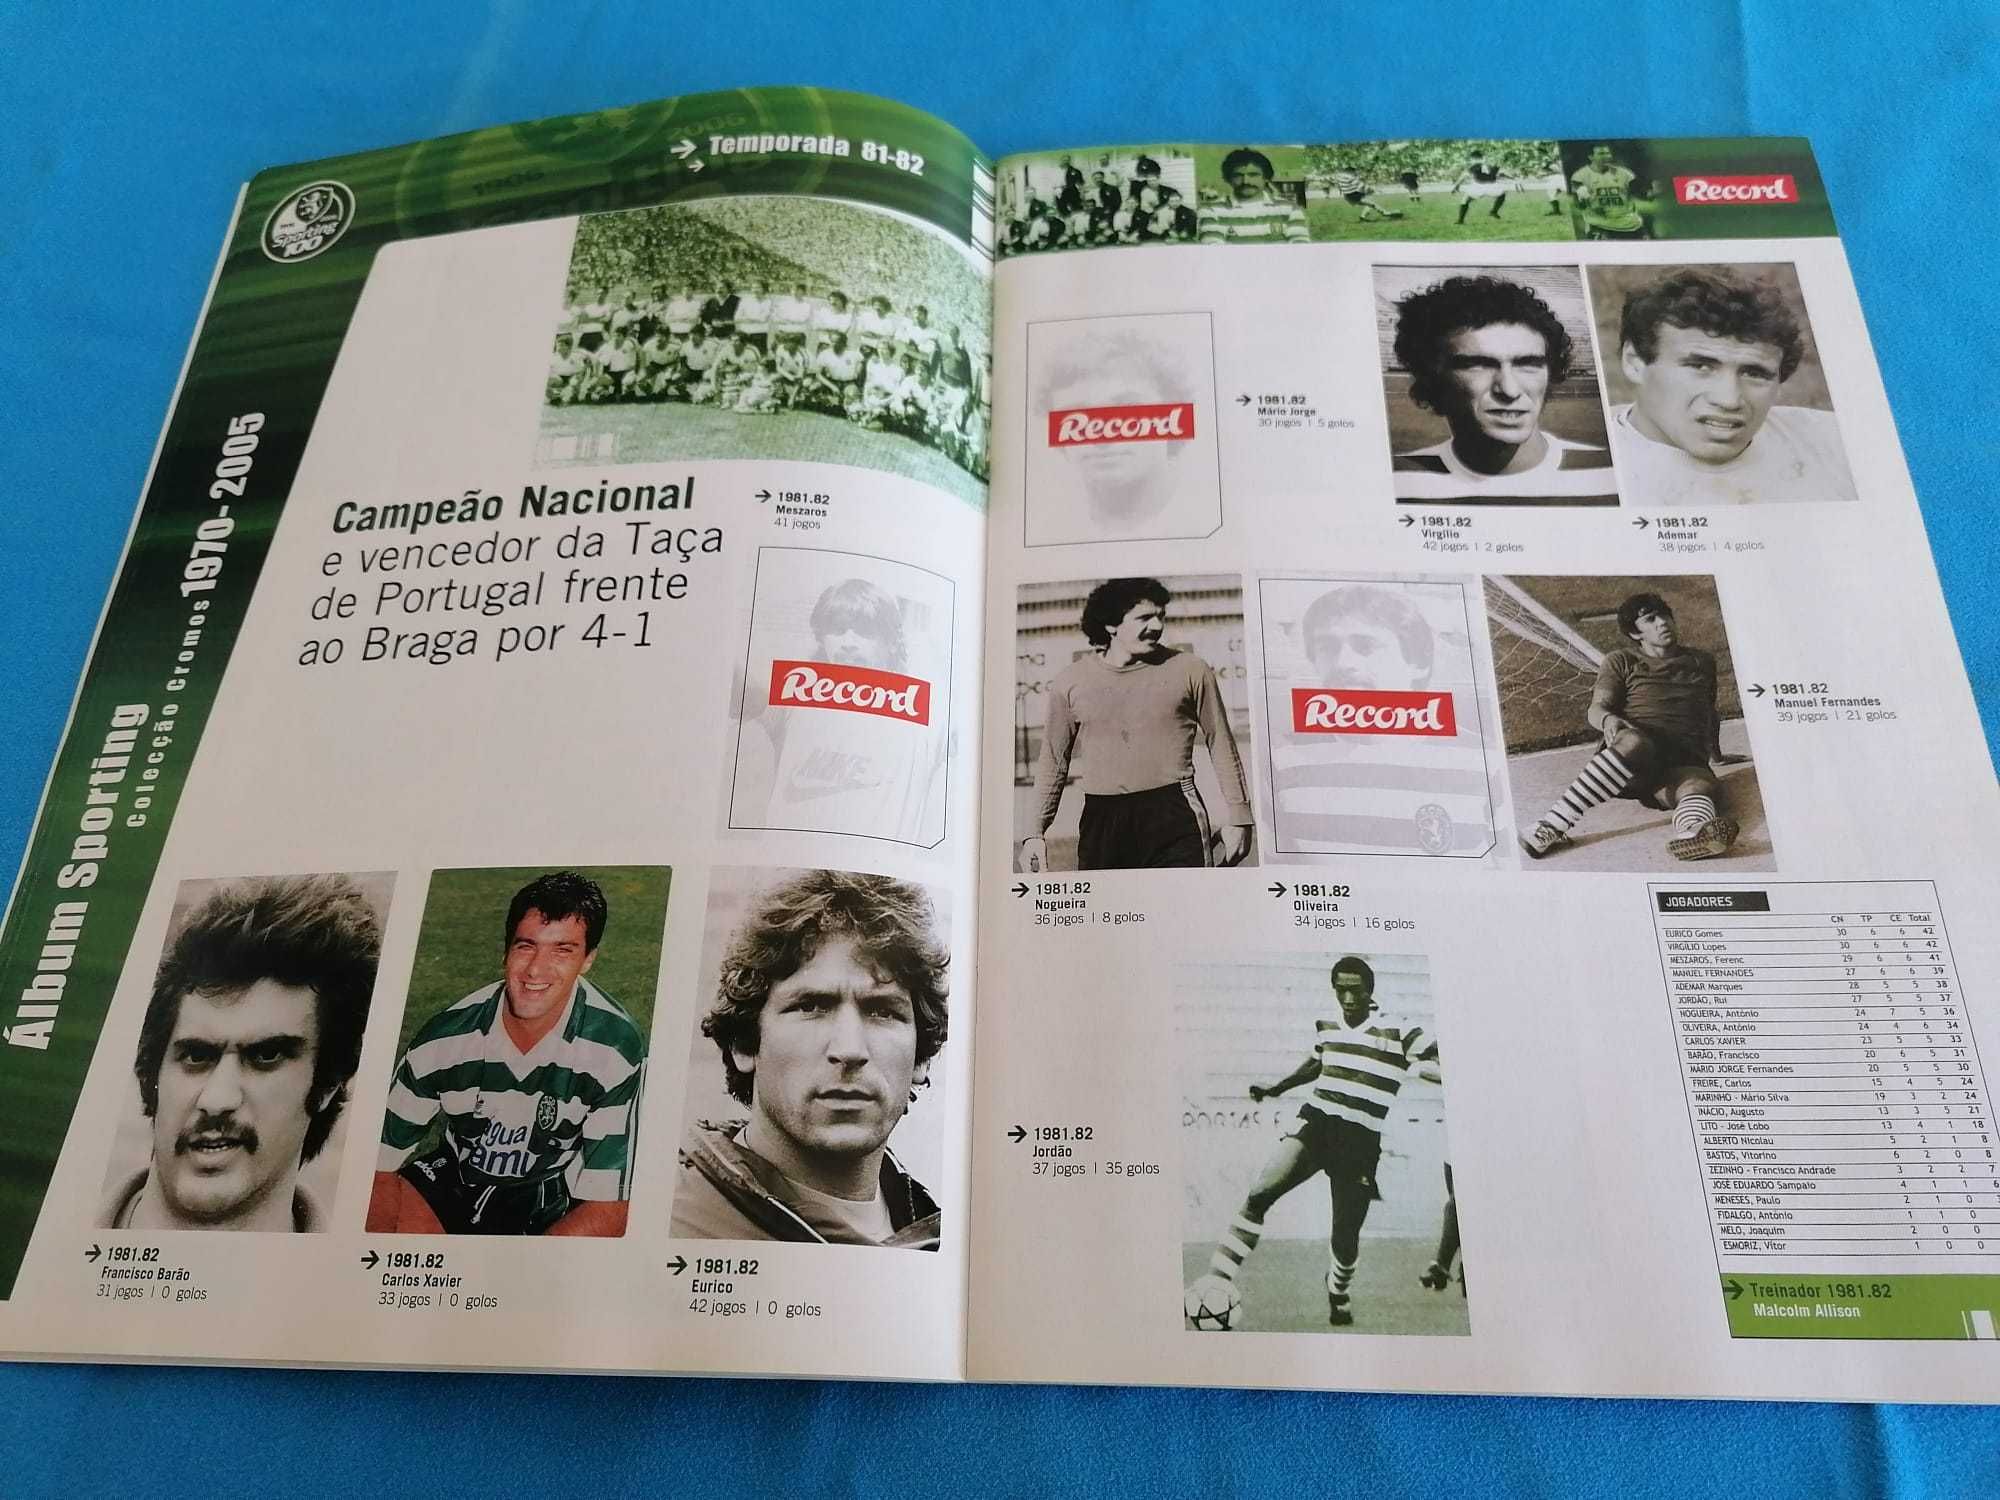 Temporada 81-82
1906
2006
Sporting
100
Record
Álbum Sporting
colecção Cromos 1970-2005
Campeão Nacional
e vencedor da Taça
de Portugal frente
ao Braga por 4-1
1981.82
Meszaros
41 jogos
Record
NIKE
1981.82
Francisco Barão
31 jogos | 0 golos
1981.82
Carlos Xavier
33 jogos | 0 golos
1981.82
Eurico
42 jogos | 0 golos
Record
1981.82
Mário Jorge
30 jogos | 5 golos
1981.82
Virgílio
42 jogos | 2 golos
1981.82
Ademar
38 jogos | 4 golos
Record
1981.82
Manuel Fernandes
39 jogos | 21 golos
1981.82
Nogueira
36 jogos | 8 golos
1981.82
Oliveira
34 jogos | 16 golos
1981.82
Jordão
37 jogos | 35 golos
JOGADORES
CN TP CE Total
EURICO Gomes 30 6 6 42
VIRGÍLIO Lopes 30 6 6 42
MESZAROS, Ferenc 29 6 6 41
MANUEL FERNANDES 27 6 6 39
ADEMAR Marques 28 5 5 38
JORDÃO, Rui 27 5 5 37
NOGUEIRA, António 24 7 5 36
OLIVEIRA, António 24 4 6 34
CARLOS XAVIER 23 5 5 33
BARÃO, Francisco 20 6 5 31
MÁRIO JORGE Fernandes 20 5 5 30
FREIRE, Carlos 15 4 5 24
MARINHO - Mário Silva 19 3 2 24
INÁCIO, Augusto 13 3 5 21
LITO - José Lobo 13 4 1 18
ALBERTO Nicolau 5 2 1 8
BASTOS, Vitorino 6 2 0 8
ZEZINHO - Francisco Andrade 3 2 2 7
JOSÉ EDUARDO Sampaio 4 1 1 6
MENESES, Paulo 2 1 0
FIDALGO, António 1 1 0
MELO, Joaquim 2 0 0
ESMORIZ, Vítor 1 0 0
Treinador 1981.82
Malcolm Allison